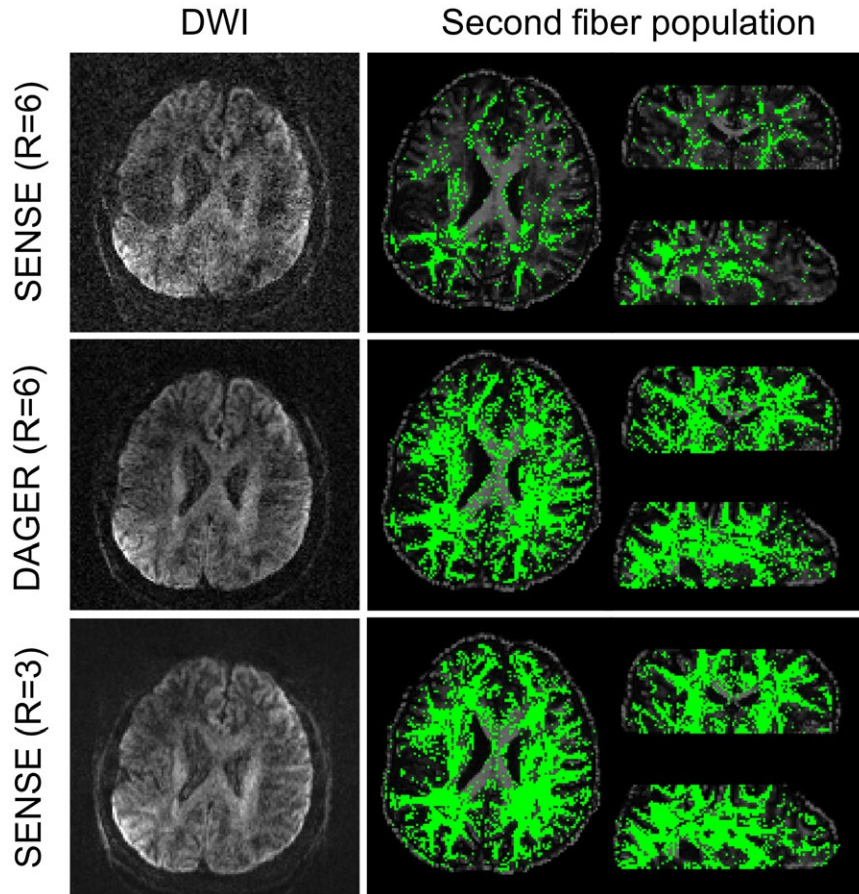 DWI
Second fiber population
SENSE (R=6)
DAGER (R=6)
SENSE (R=3)